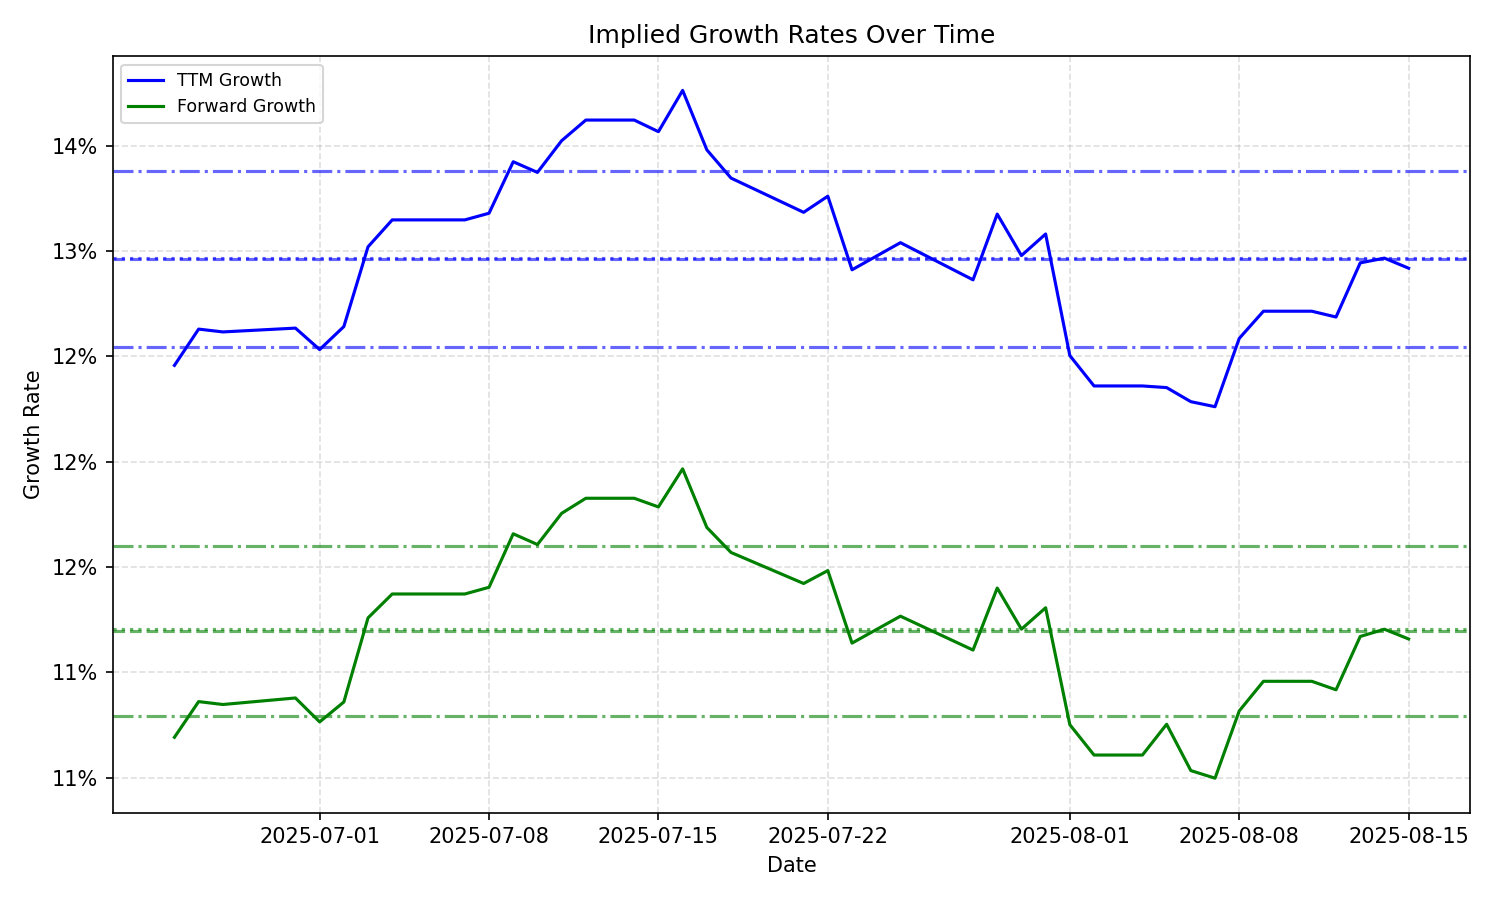 Implied Growth Rates Over Time
TTM Growth
Forward Growth
14%
13%
12%
12%
12%
11%
11%
Growth Rate
2025-07-01
2025-07-08
2025-07-15
2025-07-22
2025-08-01
2025-08-08
2025-08-15
Date